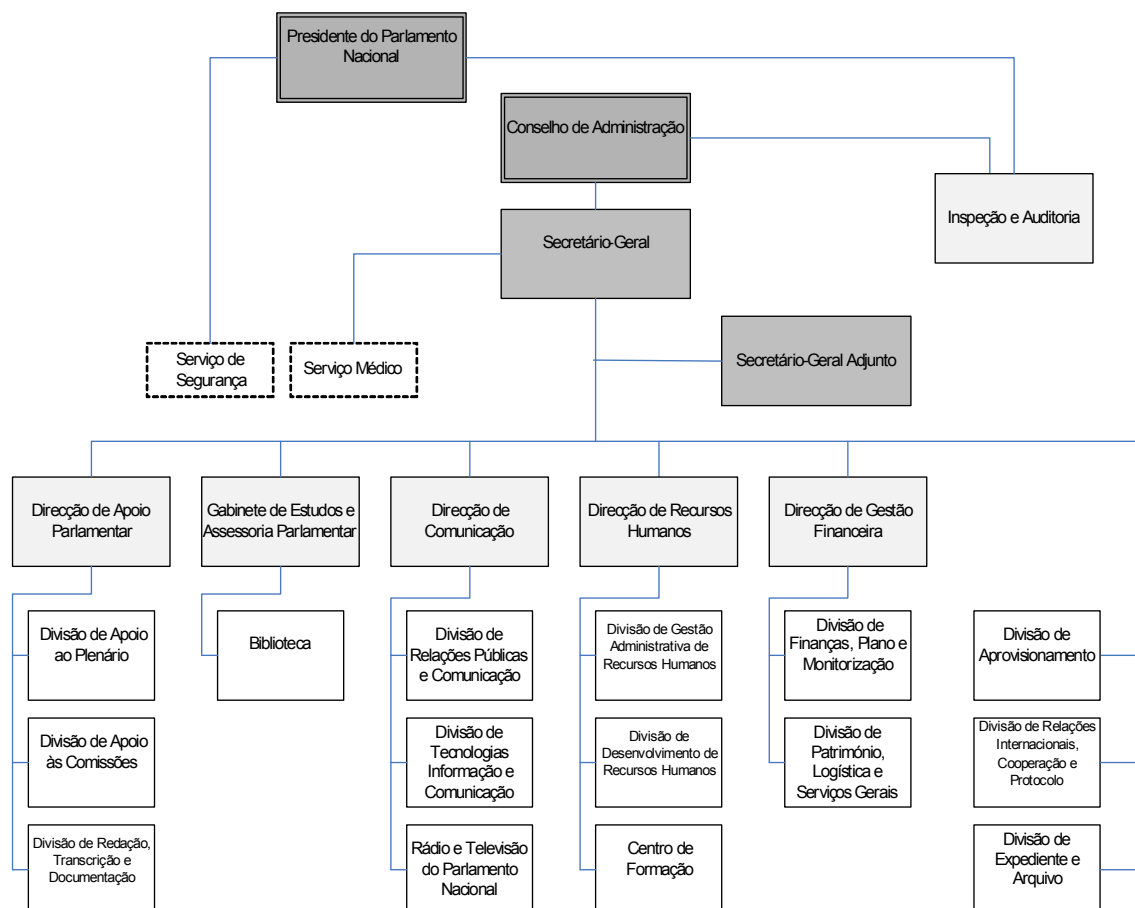 Presidente do Parlamento
Nacional
Conselho de Administração
Inspeção e Auditoria
Secretário-Geral
Serviço de
Segurança
Serviço Médico
Secretário-Geral Adjunto
Direcção de Apoio
Parlamentar
Gabinete de Estudos e
Assessoria Parlamentar
Direcção de
Comunicação
Direcção de Recursos
Humanos
Direcção de Gestão
Financeira
Divisão de Apoio
ao Plenário
Biblioteca
Divisão de
Relações Públicas
e Comunicação
Divisão de Gestão
Administrativa de
Recursos Humanos
Divisão de
Finanças, Plano e
Monitorização
Divisão de
Aprovisionamento
Divisão de Apoio
às Comissões
Divisão de
Tecnologias
Informação e
Comunicação
Divisão de
Desenvolvimento de
Recursos Humanos
Divisão de
Património,
Logística e
Serviços Gerais
Divisão de Relações
Internacionais,
Cooperação e
Protocolo
Divisão de Redação,
Transcrição e
Documentação
Rádio e Televisão
do Parlamento
Nacional
Centro de
Formação
Divisão de
Expediente e
Arquivo